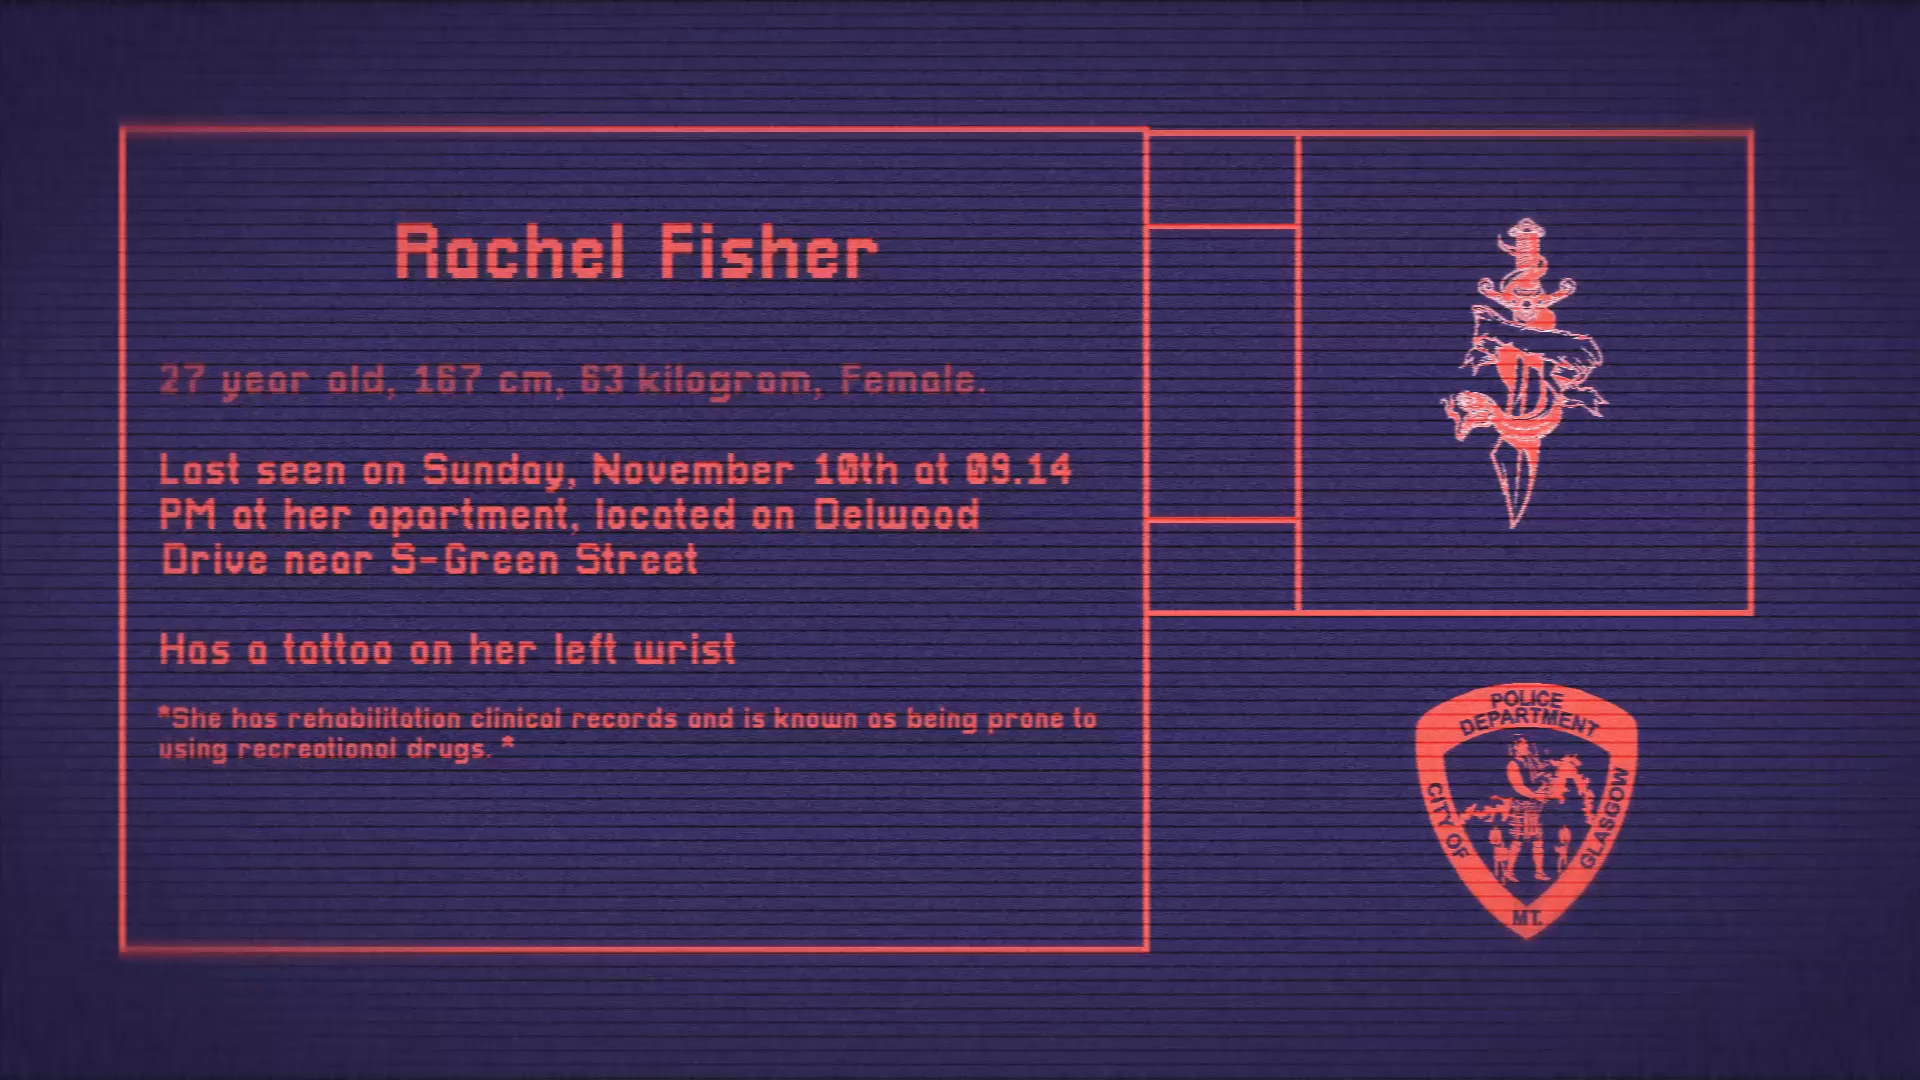 Rachel Fisher
27 year old, 167 cm, 63 kilogram, Female.
Last seen on Sunday, November 10th at 09.14
PM at her apartment, located on Delwood
Drive near S-Green Street
Has a tattoo on her left wrist
*She has rehabilitation clinical records and is known as being prone to
using recreational drugs. *
POLICE
DEPARTMENT
CITY OF
GLASGOW
MT.